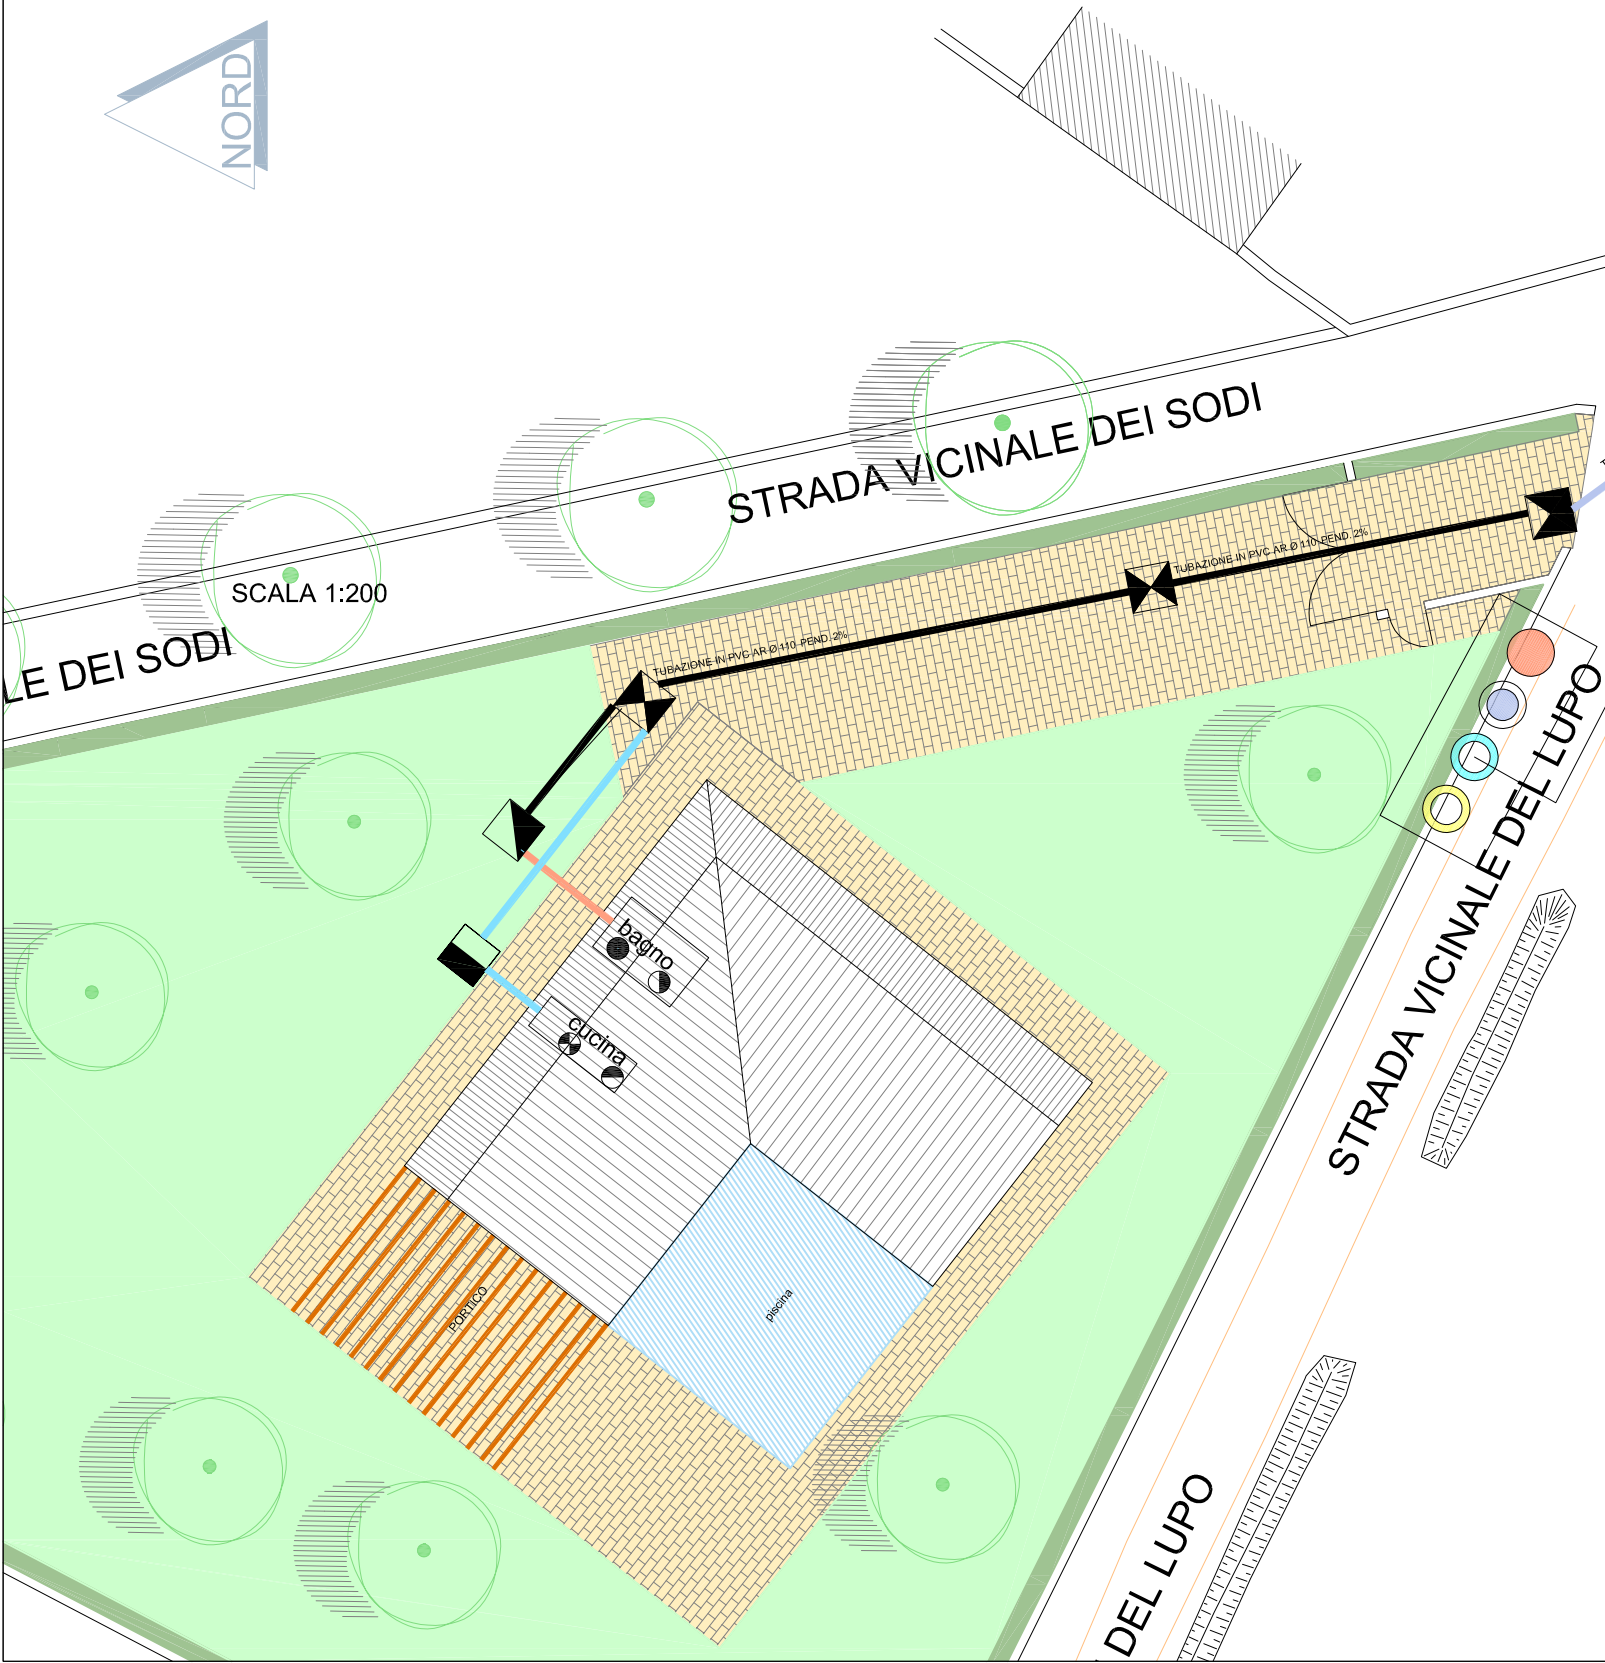 NORD
STRADA VICINALE DEI SODI
SCALA 1:200
LE DEI SODI
TUBAZIONE IN PVC AR Ø 110 PEND. 2%
TUBAZIONE IN PVC AR Ø 110 PEND. 2%
bagno
cucina
PORTICO
piscina
STRADA VICINALE DEL LUPO
DEL LUPO